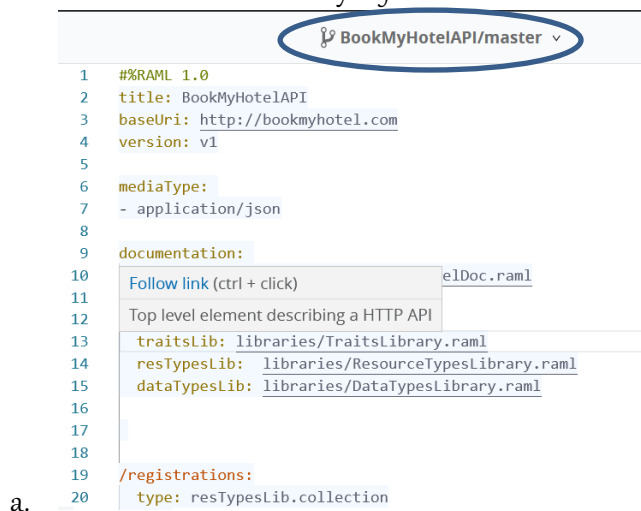 BookMyHotelAPI/master
1 #%RAML 1.0
2 title: BookMyHotelAPI
3 baseUri: http://bookmyhotel.com
4 version: v1
5
6 mediaType:
7 - application/json
8
9 documentation:
10 elDoc.raml
Follow link (ctrl + click)
11
Top level element describing a HTTP API
12
13 traitsLib: libraries/TraitsLibrary.raml
14 resTypesLib: libraries/ResourceTypesLibrary.raml
15 dataTypesLib: libraries/DataTypesLibrary.raml
16
17
18
19 /registrations:
a. 20 type: resTypesLib.collection